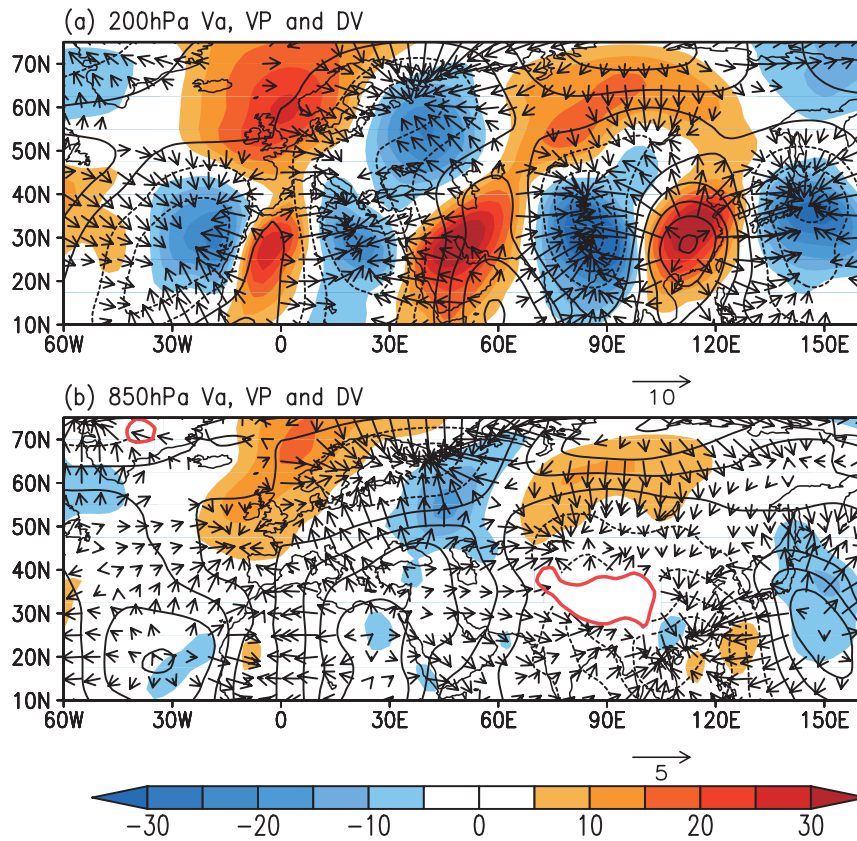 (a) 200hPa Va, VP and DV
70N
60N
50N
40N
30N
20N
10N
60W 30W 0 30E 60E 90E 120E 150E
10
(b) 850hPa Va, VP and DV
70N
60N
50N
40N
30N
20N
10N
60W 30W 0 30E 60E 90E 120E 150E
5
−30 −20 −10 0 10 20 30